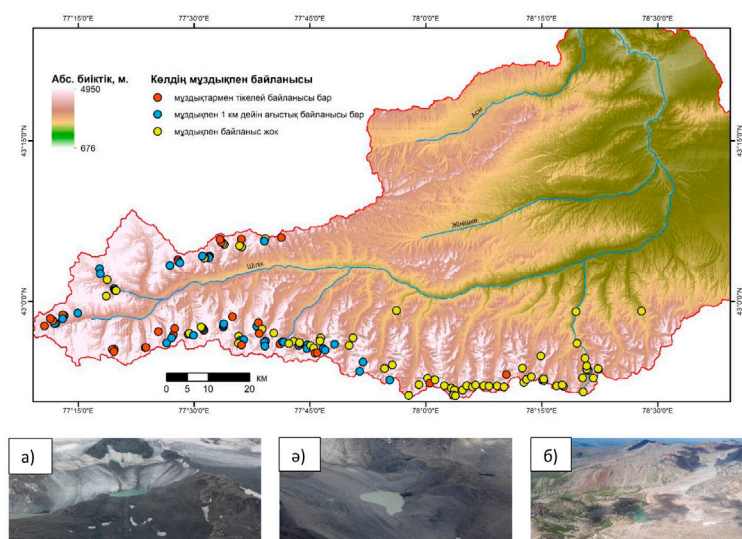 77°15'0"E 77°30'0"E 77°45'0"E 78°0'0"E 78°15'0"E 78°30'0"E
Абс. биіктік, м.
4950
676
Көлдің мұздықпен байланысы
мұздықтармен тікелей байланысы бар
мұздықпен 1 км дейін ағыстық байланысы бар
мұздықпен байланыс жок
Асы
43°15'0"N 43°15'0"N
Жіңішке
Шілік
43°0'0"N 43°0'0"N
0 5 10 20
КМ
77°15'0"E 77°30'0"E 77°45'0"E 78°0'0"E 78°15'0"E 78°30'0"E
а) ә) б)